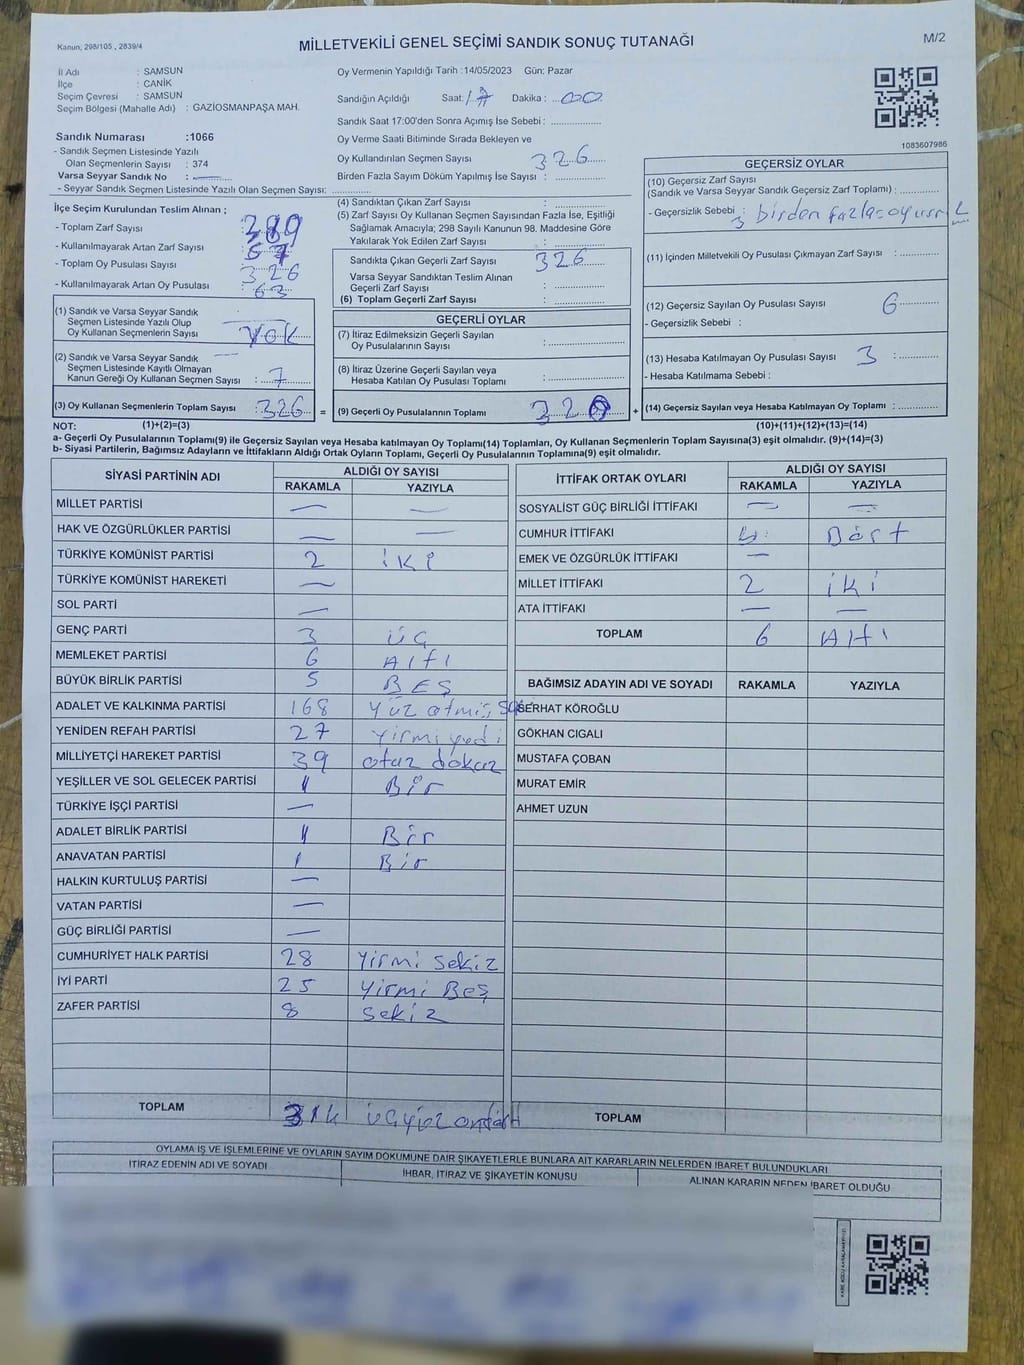 Kanun, 298/105 , 2839/4
MİLLETVEKİLİ GENEL SEÇİMİ SANDIK SONUÇ TUTANAĞI
M/2
İl Adı : SAMSUN
İlçe : CANİK
Seçim Çevresi : SAMSUN
Seçim Bölgesi (Mahalle Adı) : GAZİOSMANPAŞA MAH.
Sandık Numarası :1066
- Sandık Seçmen Listesinde Yazılı
Olan Seçmenlerin Sayısı : 374
Varsa Seyyar Sandık No : —
- Seyyar Sandık Seçmen Listesinde Yazılı Olan Seçmen Sayısı: ............
Oy Vermenin Yapıldığı Tarih :14/05/2023 Gün: Pazar
Sandığın Açıldığı Saat: 17 Dakika : 00
Sandık Saat 17:00'den Sonra Açımış İse Sebebi : ............
Oy Verme Saati Bitiminde Sırada Bekleyen ve
Oy Kullandırılan Seçmen Sayısı 326
Birden Fazla Sayım Döküm Yapılmış İse Sayısı : ............
1083607986
İlçe Seçim Kurulundan Teslim Alınan ;
- Toplam Zarf Sayısı : 389
- Kullanılmayarak Artan Zarf Sayısı :
- Toplam Oy Pusulası Sayısı : 326
- Kullanılmayarak Artan Oy Pusulası : 63
(1) Sandık ve Varsa Seyyar Sandık
Seçmen Listesinde Yazılı Olup
Oy Kullanan Seçmenlerin Sayısı YOK
(2) Sandık ve Varsa Seyyar Sandık
Seçmen Listesinde Kayıtlı Olmayan
Kanun Gereği Oy Kullanan Seçmen Sayısı : 7
(3) Oy Kullanan Seçmenlerin Toplam Sayısı : 326 =
(4) Sandıktan Çıkan Zarf Sayısı : ............
(5) Zarf Sayısı Oy Kullanan Seçmen Sayısından Fazla İse, Eşitliği
Sağlamak Amacıyla; 298 Sayılı Kanunun 98. Maddesine Göre
Yakılarak Yok Edilen Zarf Sayısı : ............
Sandıkta Çıkan Geçerli Zarf Sayısı 326
Varsa Seyyar Sandıktan Teslim Alınan
Geçerli Zarf Sayısı : ............
(6) Toplam Geçerli Zarf Sayısı : ............
GEÇERLİ OYLAR
(7) İtiraz Edilmeksizin Geçerli Sayılan
Oy Pusulalarının Sayısı : ............
(8) İtiraz Üzerine Geçerli Sayılan veya
Hesaba Katılan Oy Pusulası Toplamı : ............
(9) Geçerli Oy Pusulalarının Toplamı 320 +
GEÇERSİZ OYLAR
(10) Geçersiz Zarf Sayısı
(Sandık ve Varsa Seyyar Sandık Geçersiz Zarf Toplamı) : ............
- Geçersizlik Sebebi : 3 birden fazla
(11) İçinden Milletvekili Oy Pusulası Çıkmayan Zarf Sayısı : ............
(12) Geçersiz Sayılan Oy Pusulası Sayısı 6
- Geçersizlik Sebebi :
(13) Hesaba Katılmayan Oy Pusulası Sayısı 3 : ............
- Hesaba Katılmama Sebebi :
(14) Geçersiz Sayılan veya Hesaba Katılmayan Oy Toplamı : ............
NOT: (1)+(2)=(3) (10)+(11)+(12)+(13)=(14)
a- Geçerli Oy Pusulalarının Toplamı(9) ile Geçersiz Sayılan veya Hesaba katılmayan Oy Toplamı(14) Toplamları, Oy Kullanan Seçmenlerin Toplam Sayısına(3) eşit olmalıdır. (9)+(14)=(3)
b- Siyasi Partilerin, Bağımsız Adayların ve İttifakların Aldığı Ortak Oyların Toplamı, Geçerli Oy Pusulalarının Toplamına(9) eşit olmalıdır.
SİYASİ PARTİNİN ADI ALDIĞI OY SAYISI
RAKAMLA YAZIYLA
MİLLET PARTİSİ — —
HAK VE ÖZGÜRLÜKLER PARTİSİ — —
TÜRKİYE KOMÜNİST PARTİSİ 2 iki
TÜRKİYE KOMÜNİST HAREKETİ —
SOL PARTİ —
GENÇ PARTİ 3 üç
MEMLEKET PARTİSİ 6 Altı
BÜYÜK BİRLİK PARTİSİ 5 BEŞ
ADALET VE KALKINMA PARTİSİ 168 yüz atmış
YENİDEN REFAH PARTİSİ 27 yirmi yedi
MİLLİYETÇİ HAREKET PARTİSİ 39 otuz dokuz
YEŞİLLER VE SOL GELECEK PARTİSİ 1 Bir
TÜRKİYE İŞÇİ PARTİSİ —
ADALET BİRLİK PARTİSİ 1 Bir
ANAVATAN PARTİSİ 1 Bir
HALKIN KURTULUŞ PARTİSİ —
VATAN PARTİSİ —
GÜÇ BİRLİĞİ PARTİSİ —
CUMHURİYET HALK PARTİSİ 28 yirmi sekiz
İYİ PARTİ 25 yirmi Beş
ZAFER PARTİSİ 8 sekiz
TOPLAM 314 üçyüz ondört
İTTİFAK ORTAK OYLARI ALDIĞI OY SAYISI
RAKAMLA YAZIYLA
SOSYALİST GÜÇ BİRLİĞİ İTTİFAKI — —
CUMHUR İTTİFAKI 4 Dört
EMEK VE ÖZGÜRLÜK İTTİFAKI —
MİLLET İTTİFAKI 2 iki
ATA İTTİFAKI — —
TOPLAM 6 Altı
BAĞIMSIZ ADAYIN ADI VE SOYADI RAKAMLA YAZIYLA
SERHAT KÖROĞLU
GÖKHAN CIGALI
MUSTAFA ÇOBAN
MURAT EMİR
AHMET UZUN
TOPLAM
OYLAMA İŞ VE İŞLEMLERİNE VE OYLARIN SAYIM DÖKÜMÜNE DAİR ŞİKAYETLERLE BUNLARA AİT KARARLARIN NELERDEN İBARET BULUNDUKLARI
İTİRAZ EDENİN ADI VE SOYADI İHBAR, İTİRAZ VE ŞİKAYETİN KONUSU ALINAN KARARIN NEDEN İBARET OLDUĞU